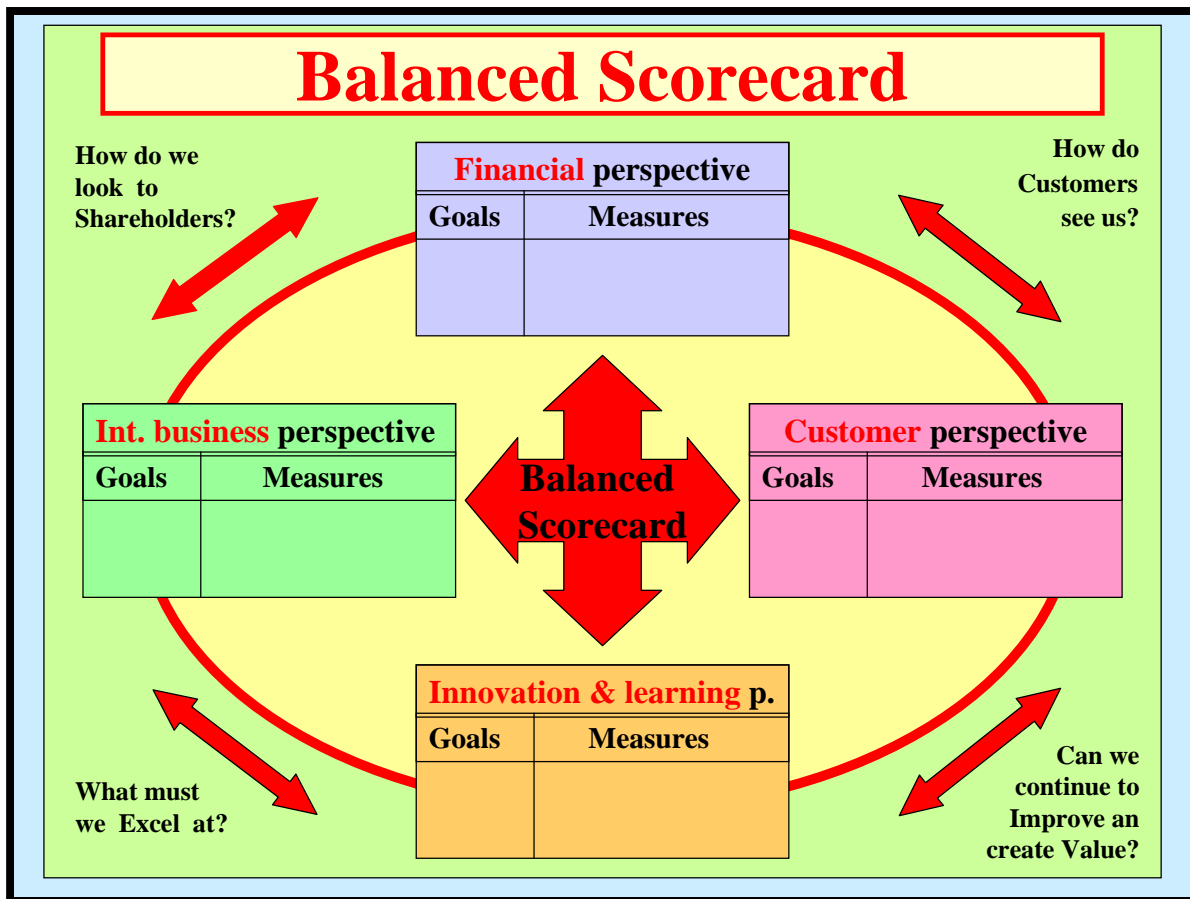 Balanced Scorecard
How do we
look to
Shareholders?
How do
Customers
see us?
Financial perspective
Goals Measures
Int. business perspective
Goals Measures
Balanced
Scorecard
Customer perspective
Goals Measures
Innovation & learning p.
Goals Measures
What must
we Excel at?
Can we
continue to
Improve an
create Value?